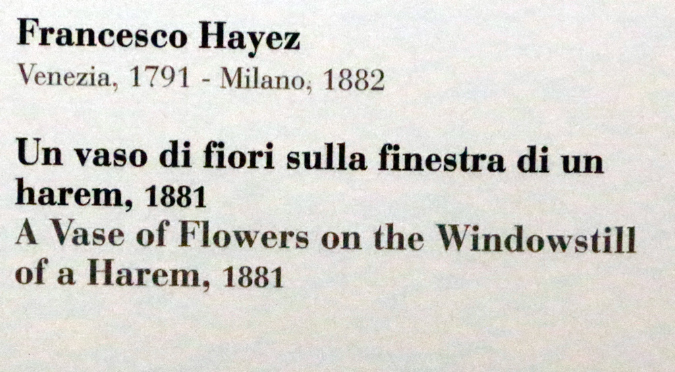 Francesco Hayez
Venezia, 1791 - Milano, 1882
Un vaso di fiori sulla finestra di un
harem, 1881
A Vase of Flowers on the Windowstill
of a Harem, 1881